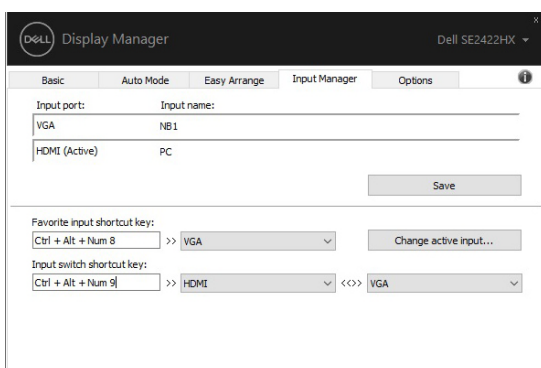 DELL Display Manager
Dell SE2422HX
x
Basic Auto Mode Easy Arrange Input Manager Options
Input port: Input name:
VGA NB1
HDMI (Active) PC
Save
Favorite input shortcut key:
Ctrl + Alt + Num 8 >> VGA Change active input...
Input switch shortcut key:
Ctrl + Alt + Num 9 >> HDMI <<>> VGA